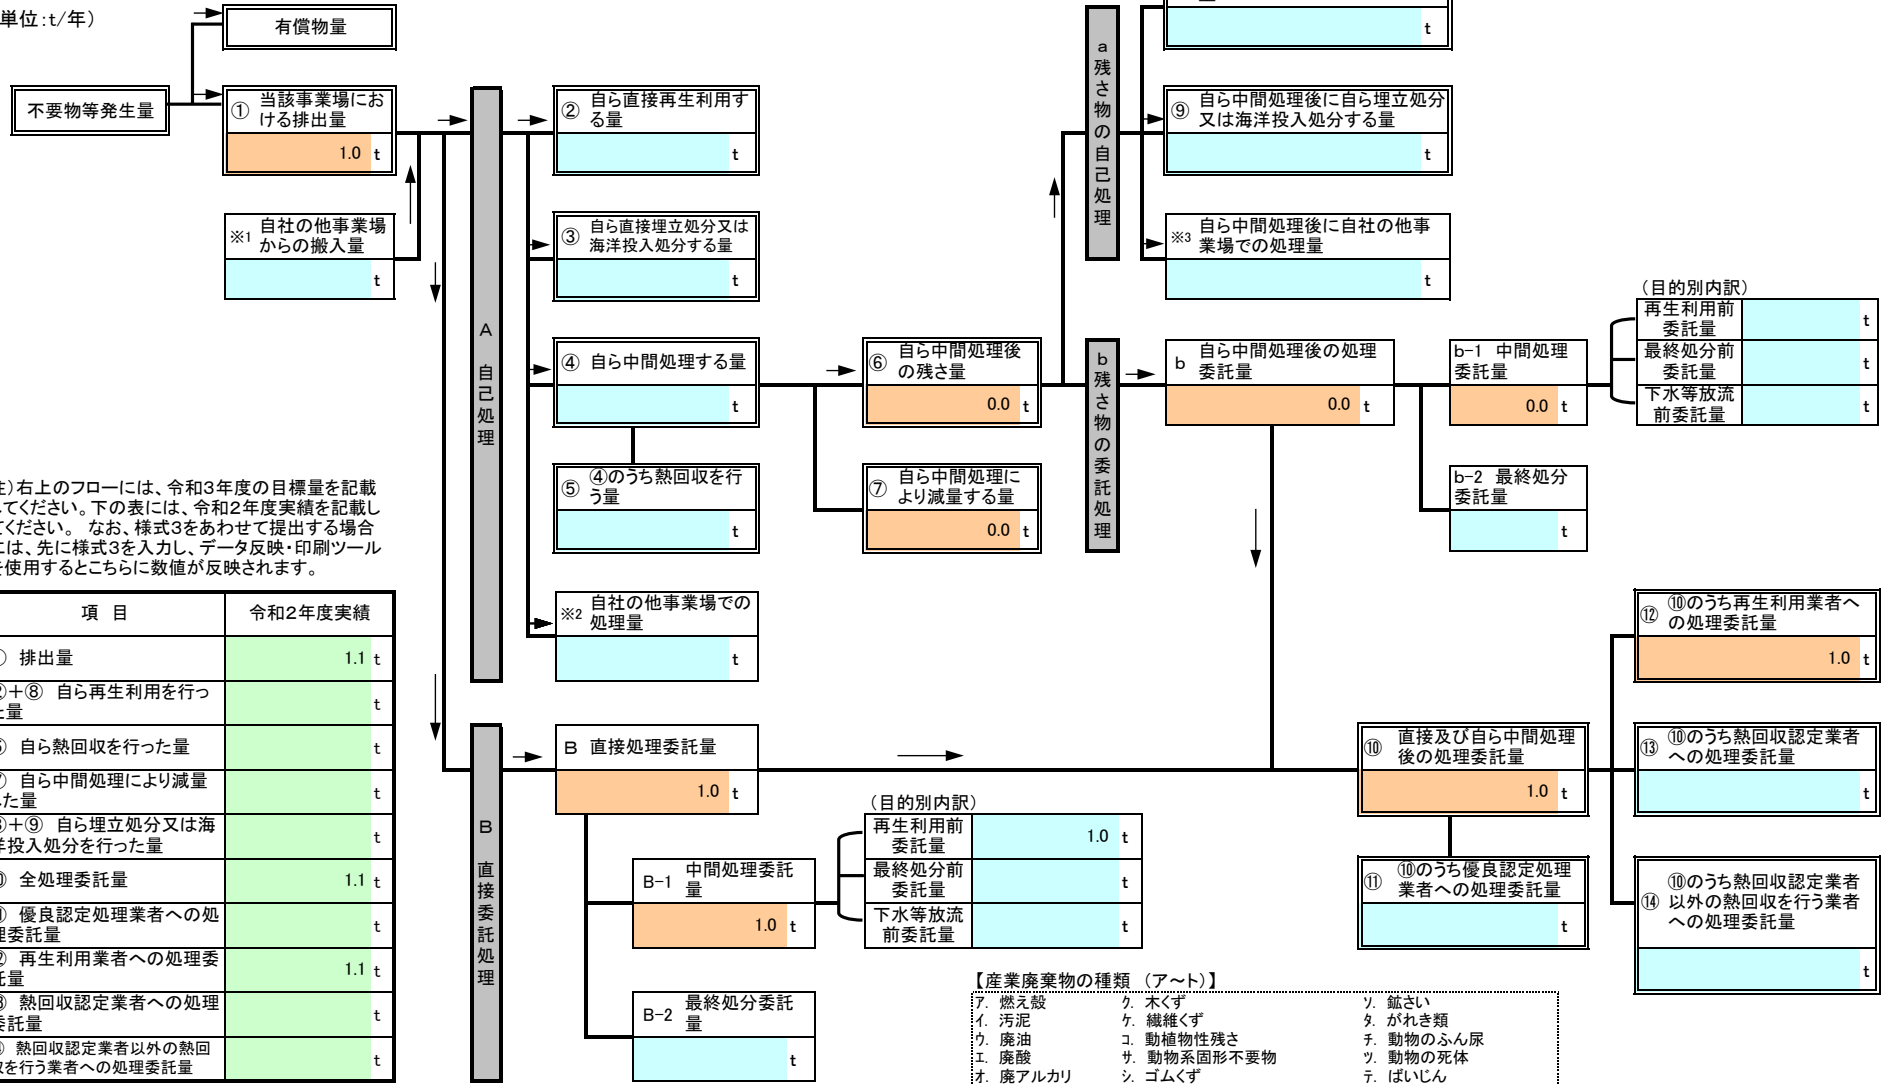 単位:t/年）
有償物量
不要物等発生量
① 当該事業場にお
ける排出量
1.0 t
※1 自社の他事業場
からの搬入量
t
A 自己処理
② 自ら直接再生利用す
る量
t
③ 自ら直接埋立処分又は
海洋投入処分する量
t
④ 自ら中間処理する量
t
⑤ ④のうち熱回収を行
う量
t
※2 自社の他事業場での
処理量
t
⑥ 自ら中間処理後
の残さ量
0.0 t
⑦ 自ら中間処理に
より減量する量
0.0 t
a 残さ物の自己処理
t
⑨ 自ら中間処理後に自ら埋立処分
又は海洋投入処分する量
t
※3 自ら中間処理後に自社の他事
業場での処理量
t
b 残さ物の委託処理
b 自ら中間処理後の処理
委託量
0.0 t
b-1 中間処理
委託量
0.0 t
b-2 最終処分
委託量
t
（目的別内訳）
再生利用前
委託量
t
最終処分前
委託量
t
下水等放流
前委託量
t
）右上のフローには、令和3年度の目標量を記載
てください。下の表には、令和2年度実績を記載し
ください。 なお、様式3をあわせて提出する場合
は、先に様式3を入力し、データ反映・印刷ツール
使用するとこちらに数値が反映されます。
項 目 令和2年度実績
排出量 1.1 t
＋⑧ 自ら再生利用を行っ
量 t
自ら熱回収を行った量 t
自ら中間処理により減量
た量 t
＋⑨ 自ら埋立処分又は海
投入処分を行った量 t
全処理委託量 1.1 t
優良認定処理業者への処
委託量 t
再生利用業者への処理委
量 1.1 t
熱回収認定業者への処理
託量 t
熱回収認定業者以外の熱回
を行う業者への処理委託量 t
B 直接委託処理
B 直接処理委託量
1.0 t
B-1 中間処理委託
量
1.0 t
B-2 最終処分委託
量
t
（目的別内訳）
再生利用前
委託量
1.0 t
最終処分前
委託量
t
下水等放流
前委託量
t
⑩ 直接及び自ら中間処理
後の処理委託量
1.0 t
⑪ ⑩のうち優良認定処理
業者への処理委託量
t
⑫ ⑩のうち再生利用業者へ
の処理委託量
1.0 t
⑬ ⑩のうち熱回収認定業者
への処理委託量
t
⑭ ⑩のうち熱回収認定業者
以外の熱回収を行う業者
への処理委託量
t
【産業廃棄物の種類 （ア～ト）】
ア. 燃え殻 ク. 木くず ソ. 鉱さい
イ. 汚泥 ケ. 繊維くず タ. がれき類
ウ. 廃油 コ. 動植物性残さ チ. 動物のふん尿
エ. 廃酸 サ. 動物系固形不要物 ツ. 動物の死体
オ. 廃アルカリ シ. ゴムくず テ. ばいじん